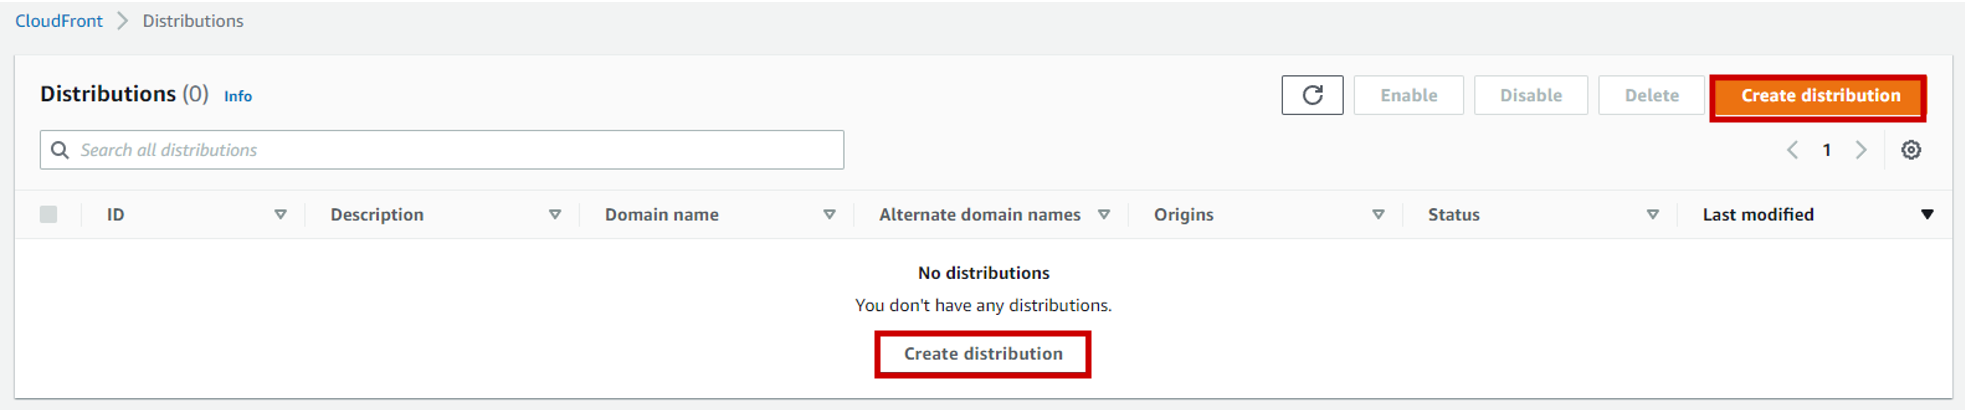 CloudFront Distributions
Distributions (0) Info
Enable Disable Delete Create distribution
Search all distributions
1
ID Description Domain name Alternate domain names Origins Status Last modified
No distributions
You don't have any distributions.
Create distribution